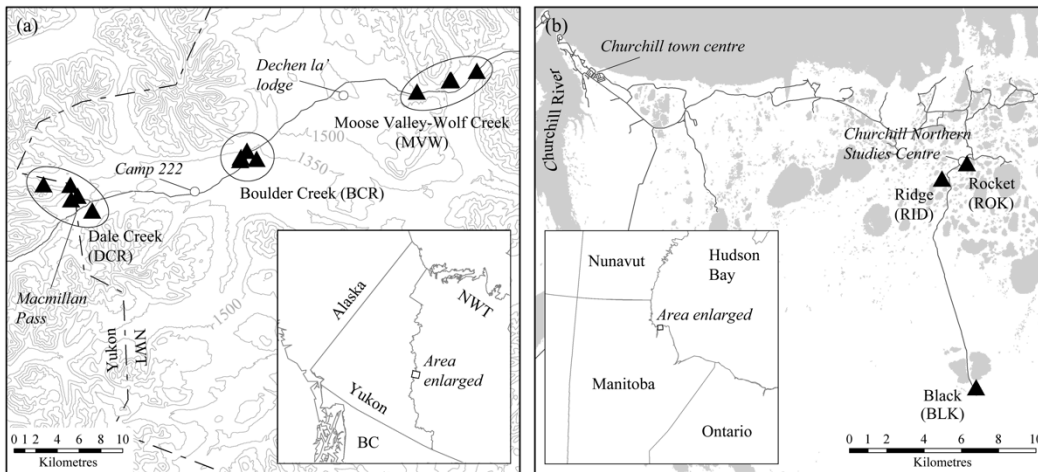 (a)
Dechen la’
lodge
Moose Valley-Wolf Creek
(MVW)
1500
1350
Camp 222
Boulder Creek (BCR)
Dale Creek
(DCR)
Macmillan
Pass
1500
Yukon
NWT
0 1 2 4 6 8 10
Kilometres
Alaska
NWT
Area
enlarged
Yukon
BC
(b)
Churchill town centre
Churchill River
Churchill Northern
Studies Centre
Ridge
(RID)
Rocket
(ROK)
Black
(BLK)
Nunavut
Hudson
Bay
Area enlarged
Manitoba
Ontario
0 1 2 4 6 8 10
Kilometres